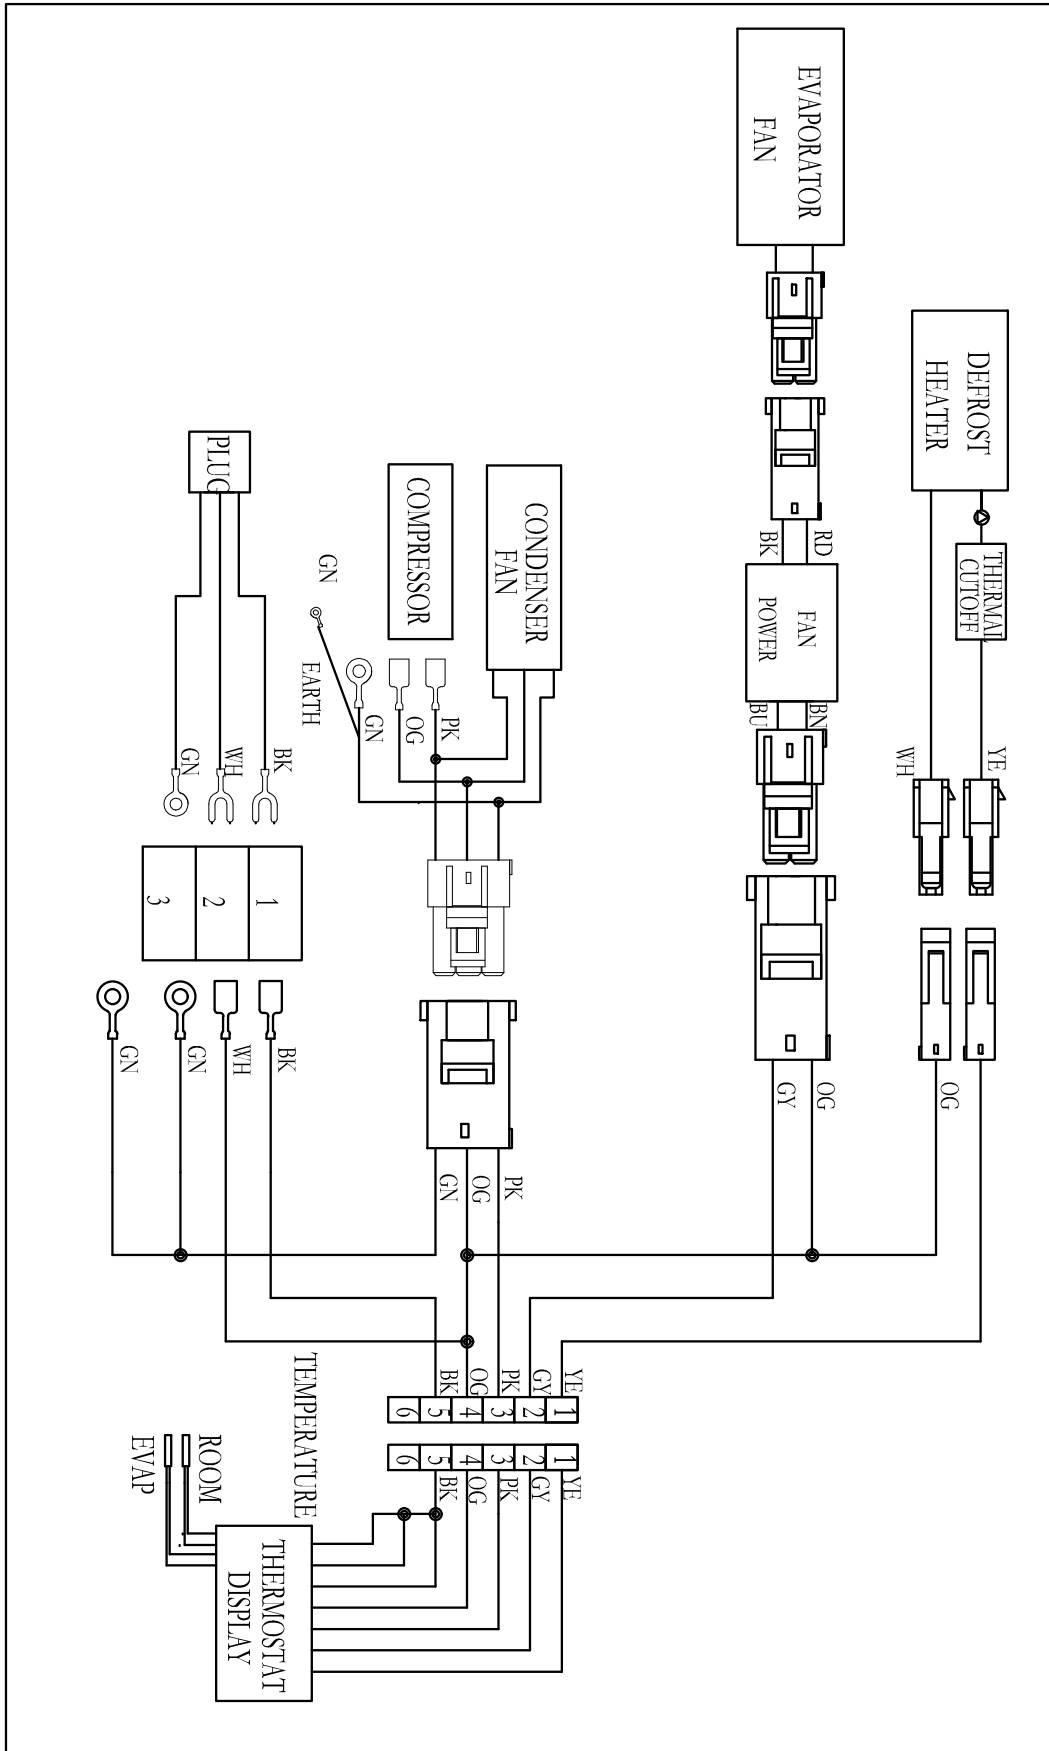 EVAPORATOR
FAN
DEFROST
HEATER
THERMAL
CUTOFF
RD
BK
FAN
POWER
BN
BU
YE
WH
OG
OG
GY
CONDENSER
FAN
COMPRESSOR
PK
OG
GN
GN
EARTH
PLUG
BK
WH
GN
1
2
3
BK
WH
GN
GN
PK
OG
GN
YE
GY
PK
OG
BK
1
2
3
4
5
6
1
2
3
4
5
6
YE
GY
PK
OG
BK
TEMPERATURE
ROOM
EVAP
THERMOSTAT
DISPLAY